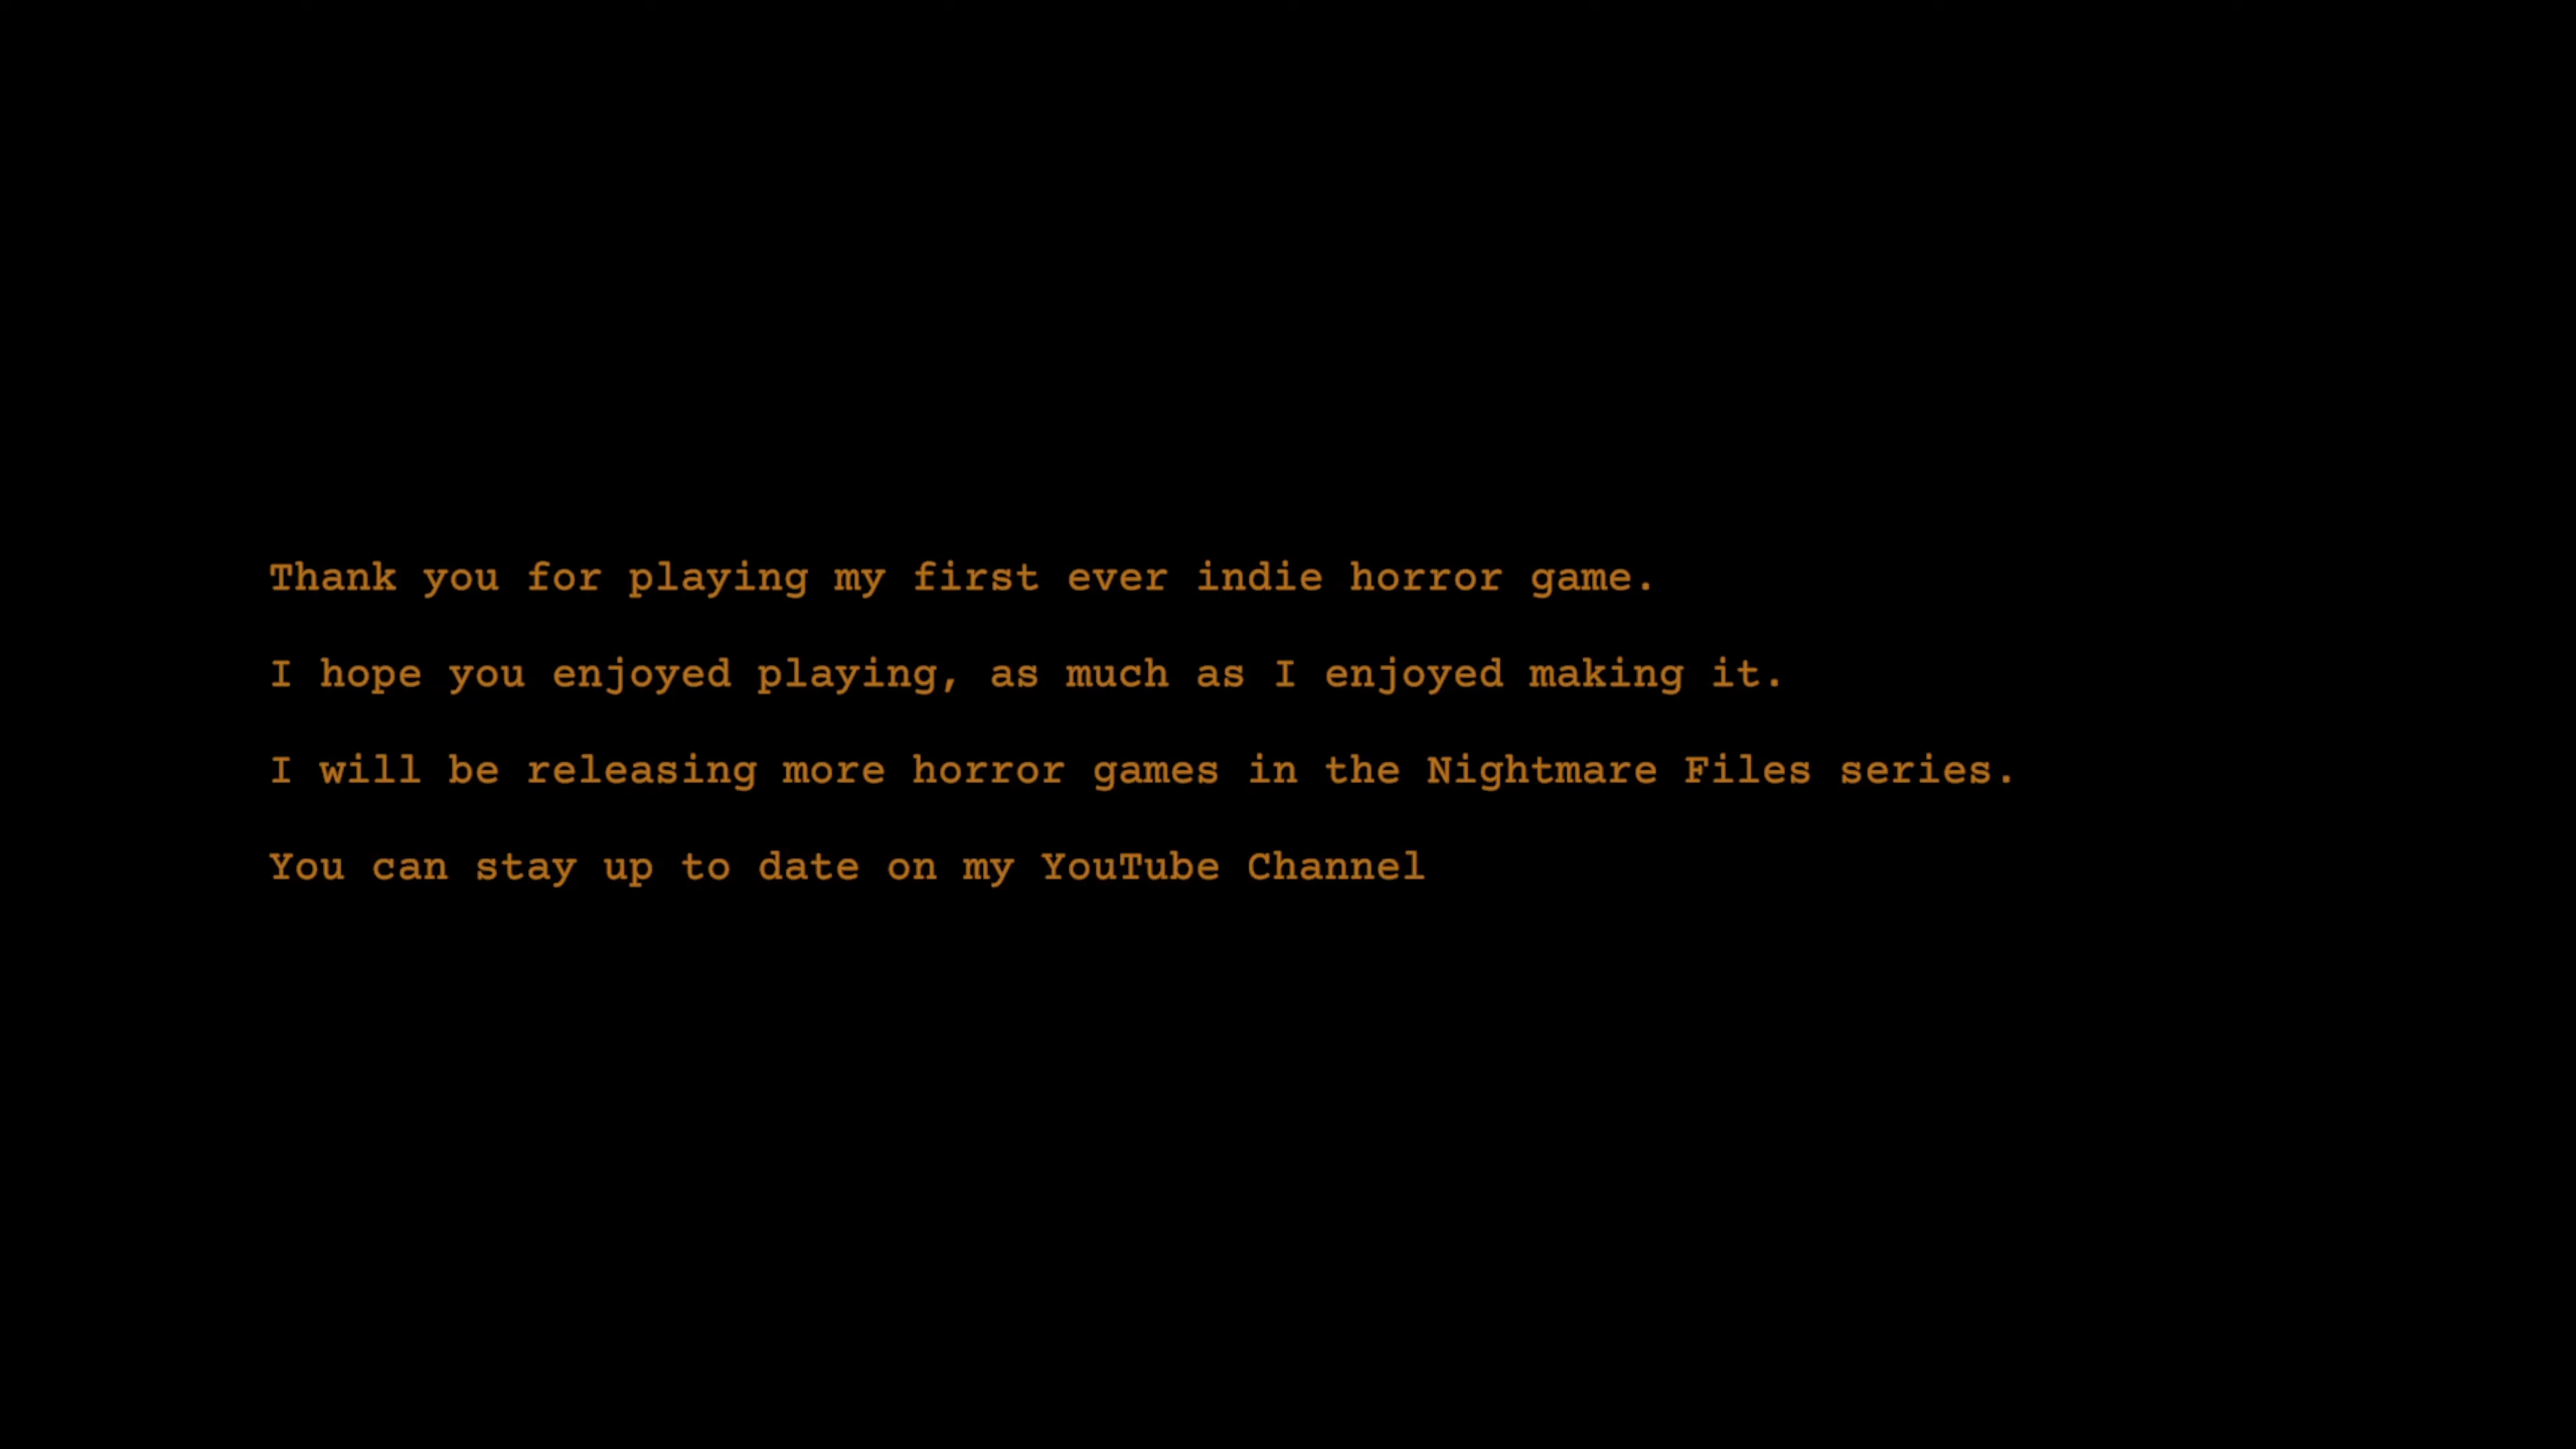 Thank you for playing my first ever indie horror game.
I hope you enjoyed playing, as much as I enjoyed making it.
I will be releasing more horror games in the Nightmare Files series.
You can stay up to date on my YouTube Channel